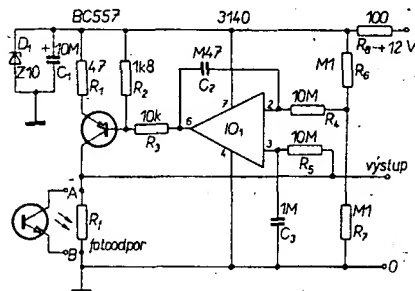 BC557
3140
100
R8
+12 V
D1
Z10
+
10M
C1
47
R1
1k8
R2
M47
C2
M1
R6
7
2
10M
R4
10k
R3
6
IO1
3
10M
R5
4
výstup
A
Rf
fotoodpor
B
1M
C3
M1
R7
0